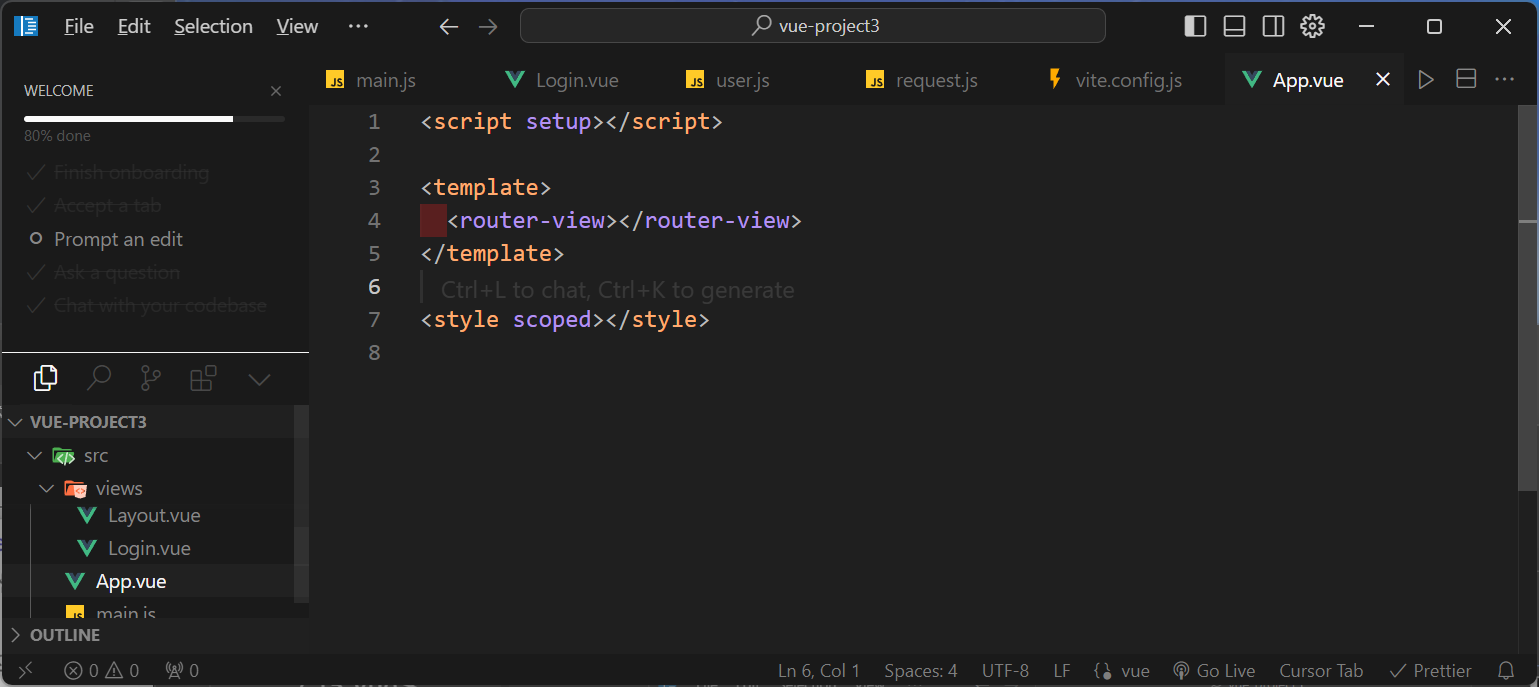 File Edit Selection View ··· vue-project3
WELCOME
80% done
Finish onboarding
Accept a tab
Prompt an edit
Ask a question
Chat with your codebase
VUE-PROJECT3
src
views
Layout.vue
Login.vue
App.vue
JS main.js
OUTLINE
JS main.js Login.vue JS user.js JS request.js vite.config.js App.vue
1 <script setup></script>
2
3 <template>
4 <router-view></router-view>
5 </template>
6 Ctrl+L to chat, Ctrl+K to generate
7 <style scoped></style>
8
0 0 0 Ln 6, Col 1 Spaces: 4 UTF-8 LF {} vue Go Live Cursor Tab Prettier